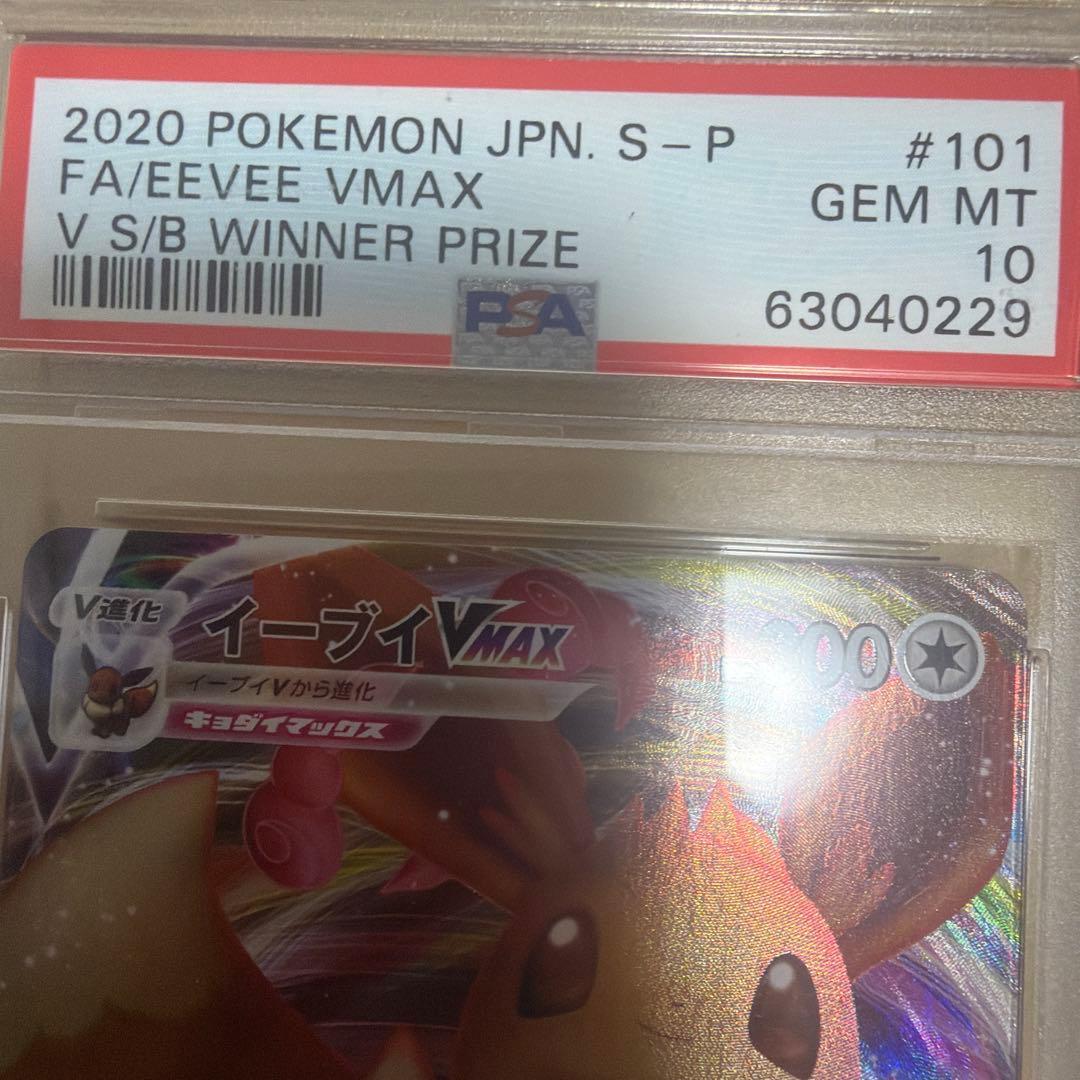 2020 POKEMON JPN. S-P #101
FA/EEVEE VMAX GEM MT
V S/B WINNER PRIZE 10
63040229
PSA
V進化
イーブイVMAX
イーブイVから進化
キョダイマックス